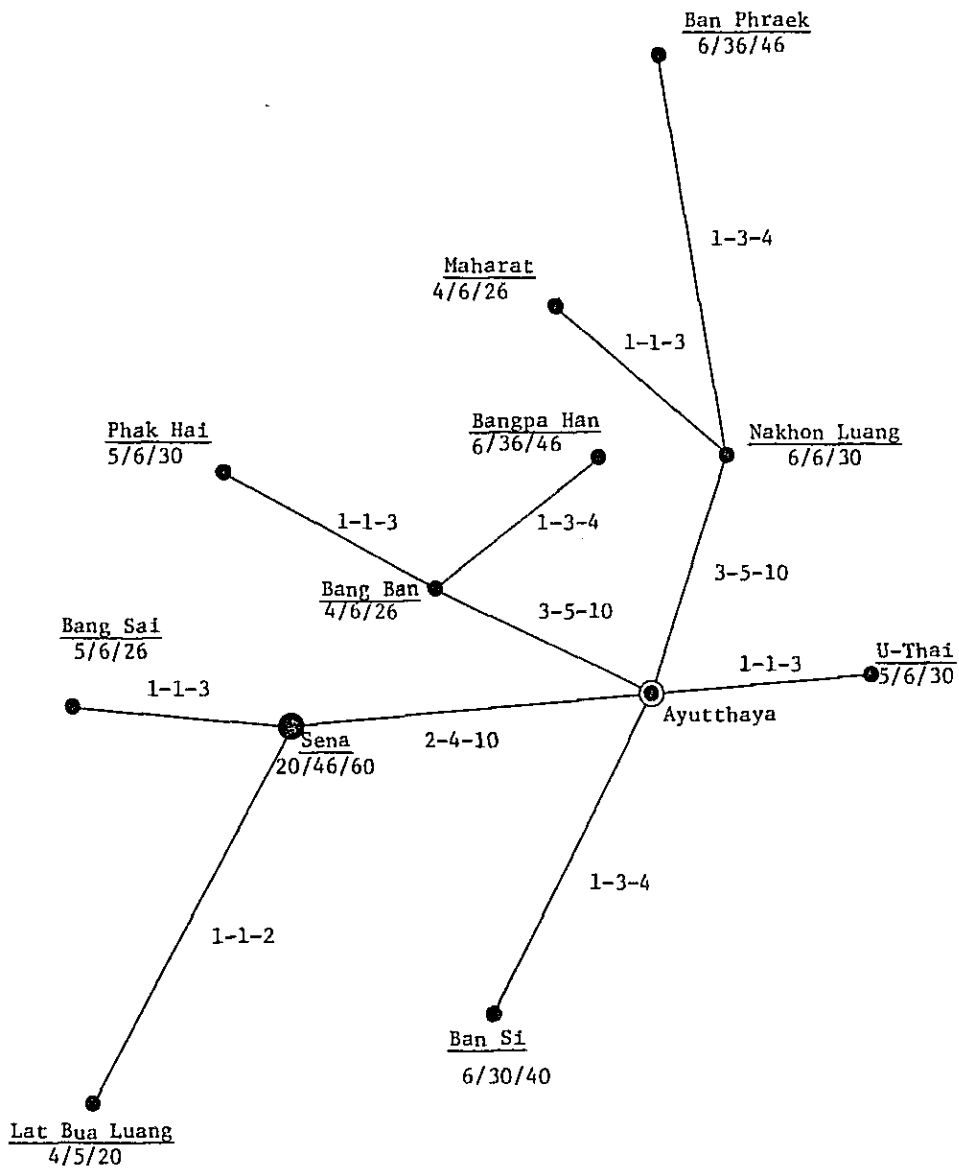 Ban Phraek
6/36/46
1-3-4
Maharat
4/6/26
1-1-3
Phak Hai
5/6/30
Bangpa Han
6/36/46
Nakhon Luang
6/6/30
1-1-3
1-3-4
3-5-10
Bang Ban
4/6/26
3-5-10
Bang Sai
5/6/26
U-Thai
5/6/30
1-1-3
1-1-3
Ayutthaya
Sena
20/46/60
2-4-10
1-3-4
1-1-2
Ban Si
6/30/40
Lat Bua Luang
4/5/20